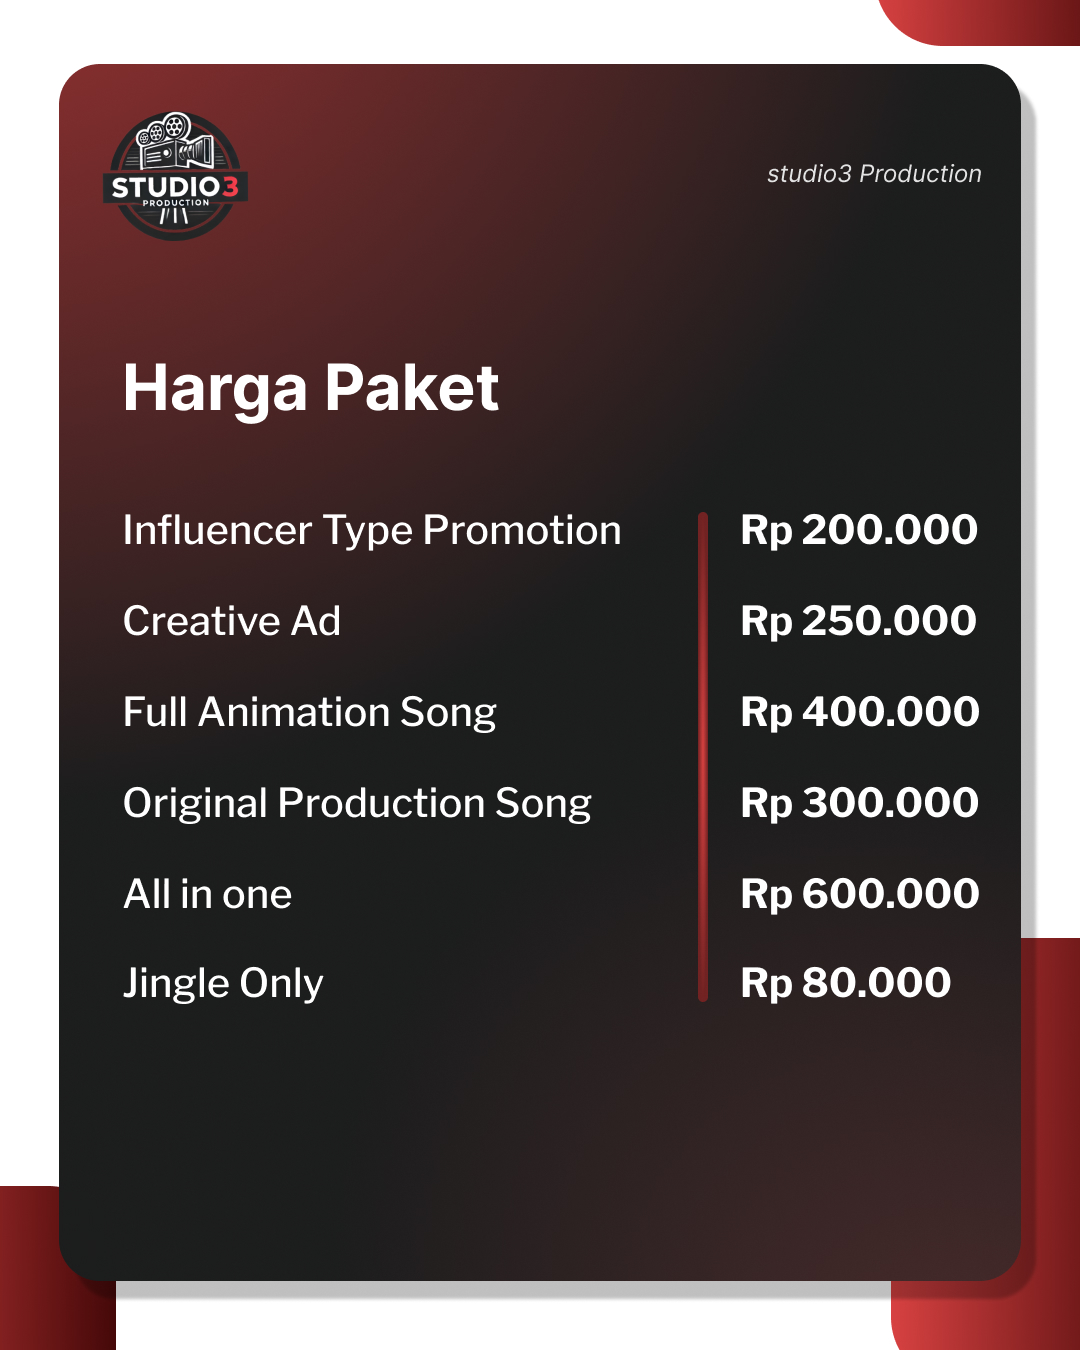 STUDIO3
PRODUCTION
studio3 Production
Harga Paket
Influencer Type Promotion Rp 200.000
Creative Ad Rp 250.000
Full Animation Song Rp 400.000
Original Production Song Rp 300.000
All in one Rp 600.000
Jingle Only Rp 80.000